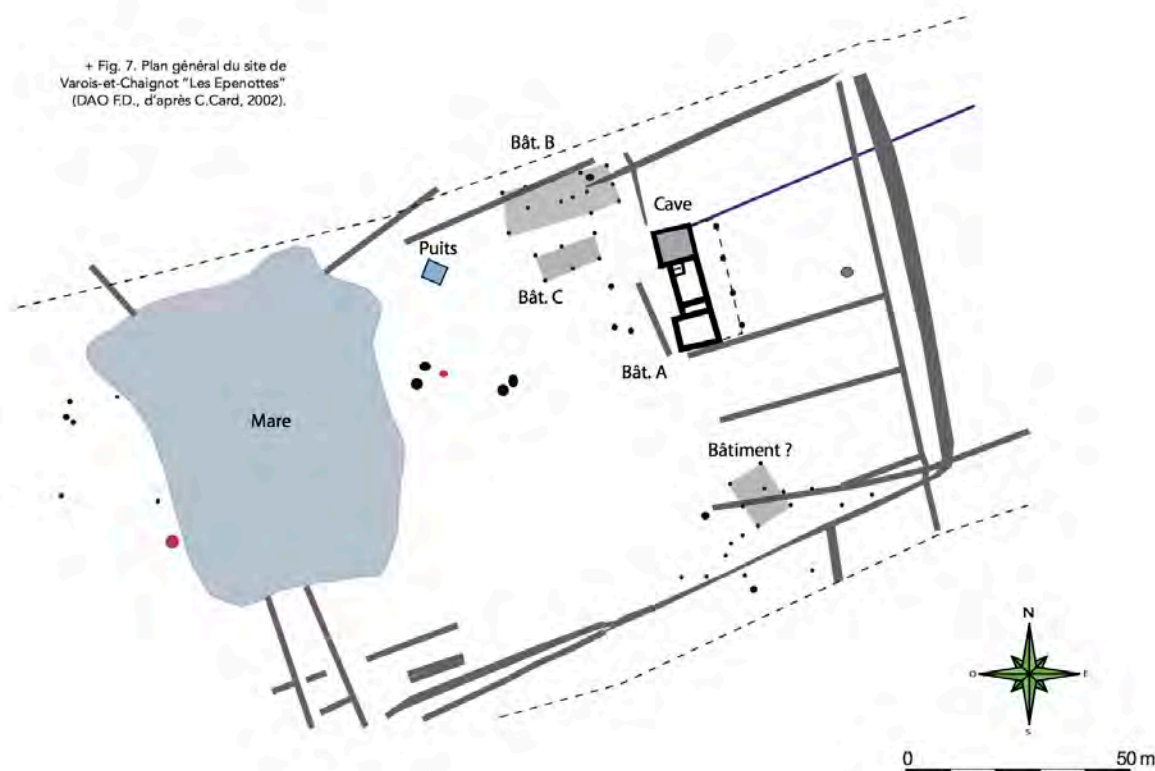 + Fig. 7. Plan général du site de
Varois-et-Chaignot "Les Epenottes"
(DAO F.D., d'après C.Card, 2002).
Bât. B
Cave
Puits
Bât. C
Bât. A
Mare
Bâtiment ?
N
O
E
S
0
50 m